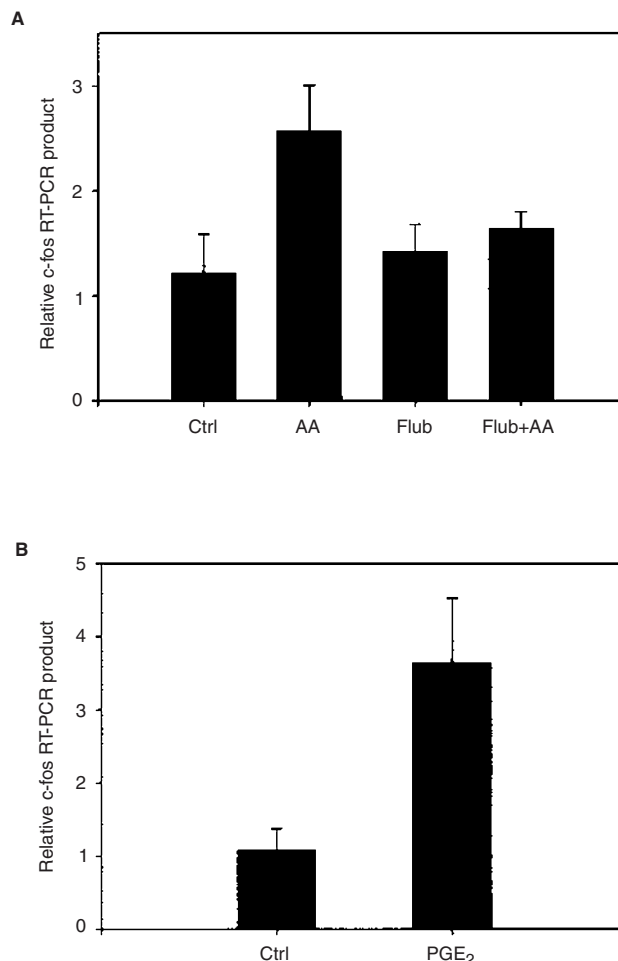 A
Relative c-fos RT-PCR product
3
2
1
0
Ctrl AA Flub Flub+AA
B
Relative c-fos RT-PCR product
5
4
3
2
1
0
Ctrl PGE₂